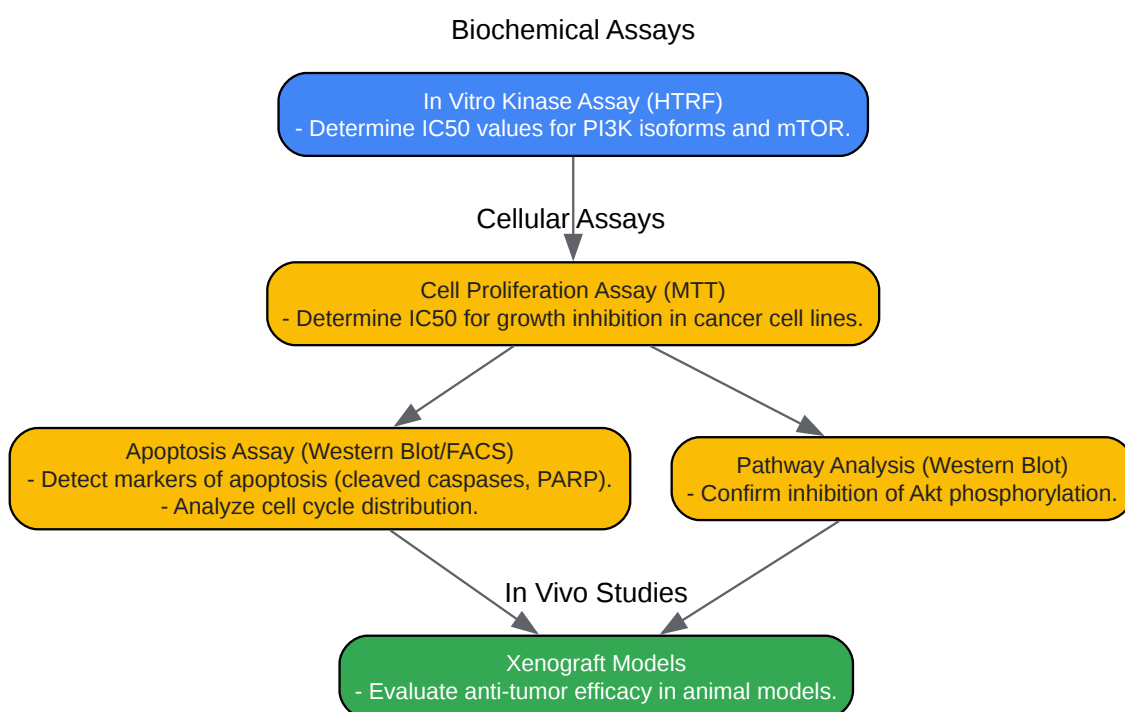 Biochemical Assays
In Vitro Kinase Assay (HTRF)
- Determine IC50 values for PI3K isoforms and mTOR.
Cellular Assays
Cell Proliferation Assay (MTT)
- Determine IC50 for growth inhibition in cancer cell lines.
Apoptosis Assay (Western Blot/FACS)
- Detect markers of apoptosis (cleaved caspases, PARP).
- Analyze cell cycle distribution.
Pathway Analysis (Western Blot)
- Confirm inhibition of Akt phosphorylation.
In Vivo Studies
Xenograft Models
- Evaluate anti-tumor efficacy in animal models.